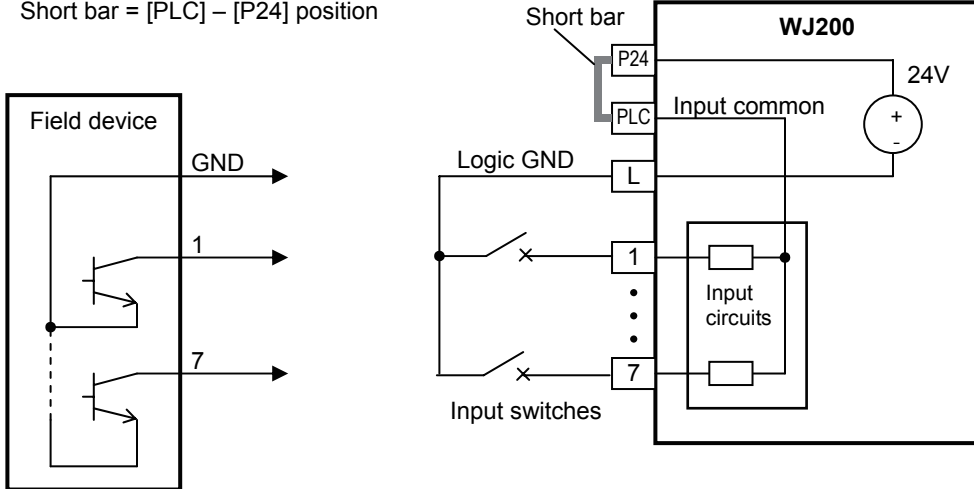 Short bar = [PLC] – [P24] position
Field device
GND
1
7
Short bar
WJ200
P24
24V
PLC
Input common
+
-
Logic GND
L
1
Input
circuits
7
Input switches